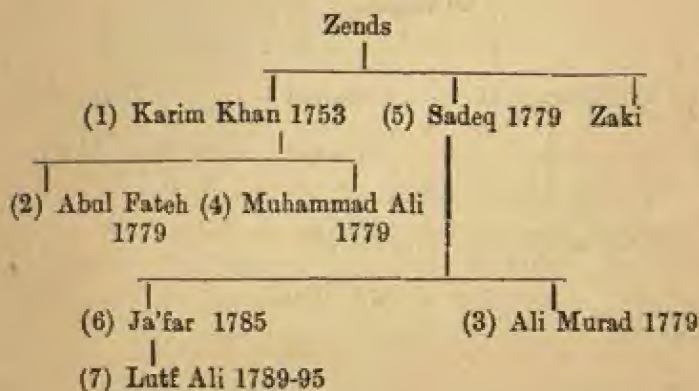 Zends
(1) Karim Khan 1753 (5) Sadeq 1779 Zaki
(2) Abul Fateh (4) Muhammad Ali
1779 1779
(6) Ja'far 1785 (3) Ali Murad 1779
(7) Lutf Ali 1789-95